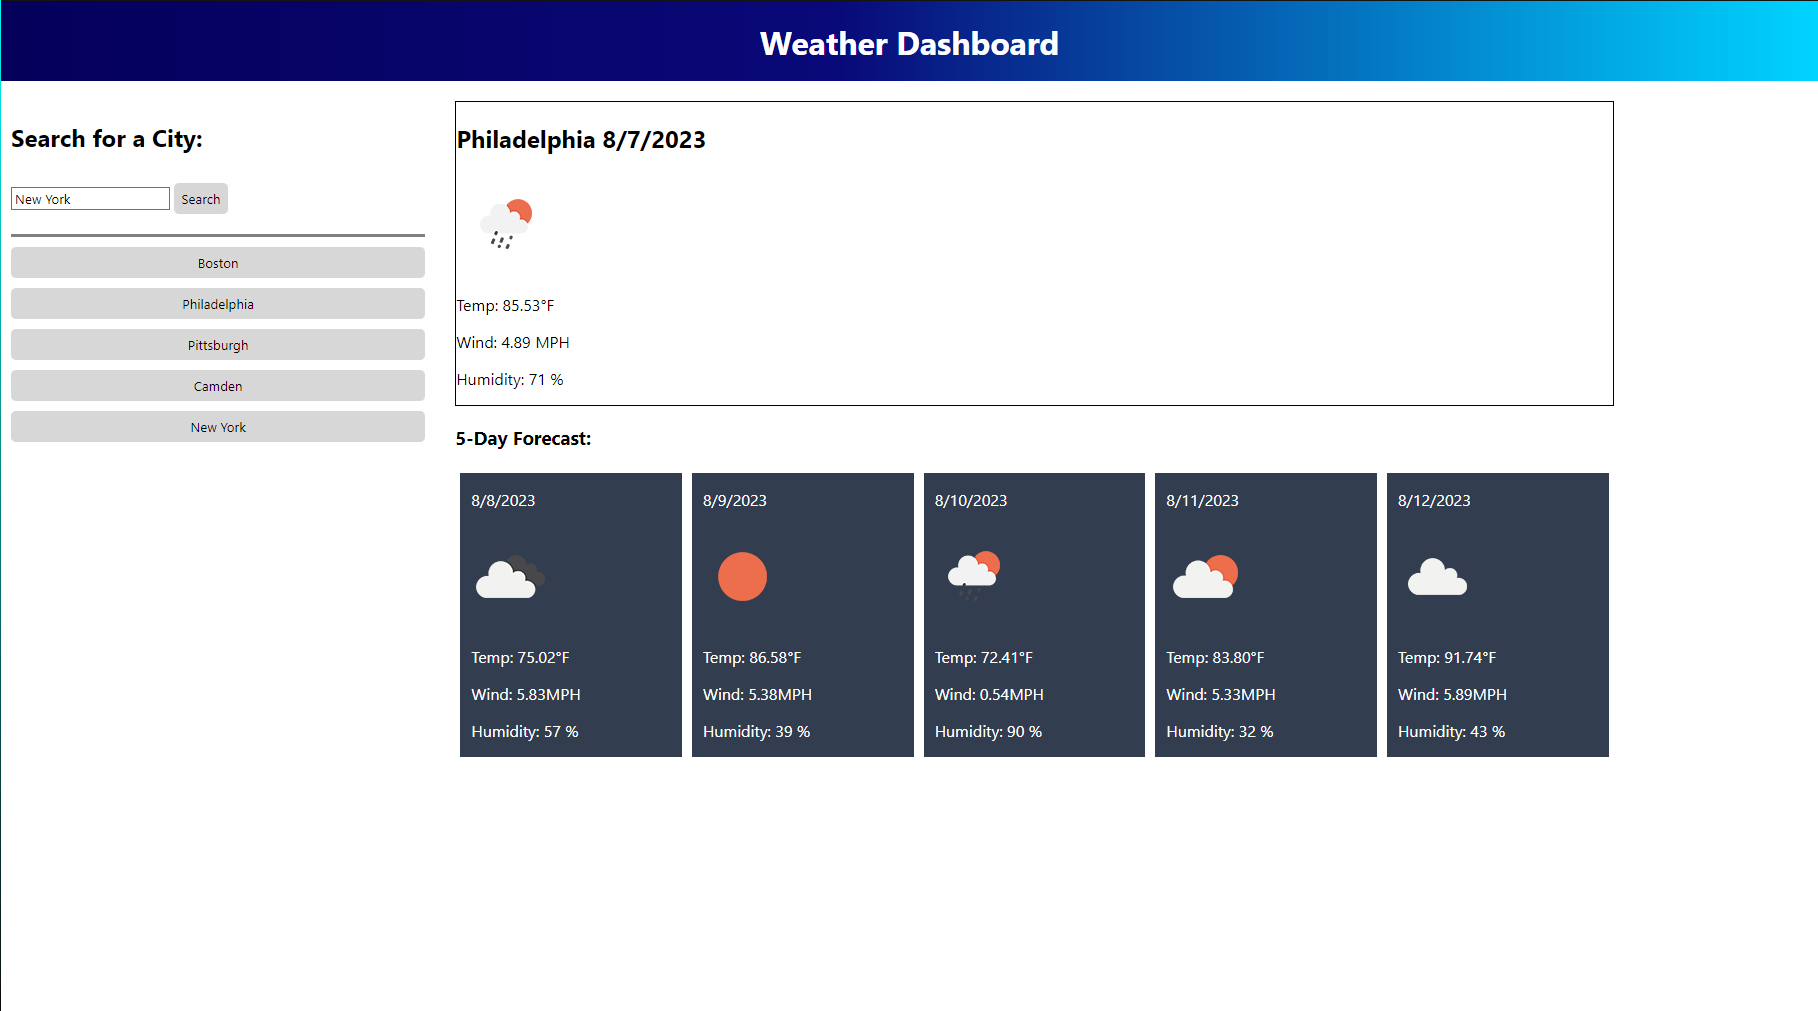 Weather Dashboard
Search for a City:
New York
Search
Boston
Philadelphia
Pittsburgh
Camden
New York
Philadelphia 8/7/2023
Temp: 85.53°F
Wind: 4.89 MPH
Humidity: 71 %
5-Day Forecast:
8/8/2023
Temp: 75.02°F
Wind: 5.83MPH
Humidity: 57 %
8/9/2023
Temp: 86.58°F
Wind: 5.38MPH
Humidity: 39 %
8/10/2023
Temp: 72.41°F
Wind: 0.54MPH
Humidity: 90 %
8/11/2023
Temp: 83.80°F
Wind: 5.33MPH
Humidity: 32 %
8/12/2023
Temp: 91.74°F
Wind: 5.89MPH
Humidity: 43 %